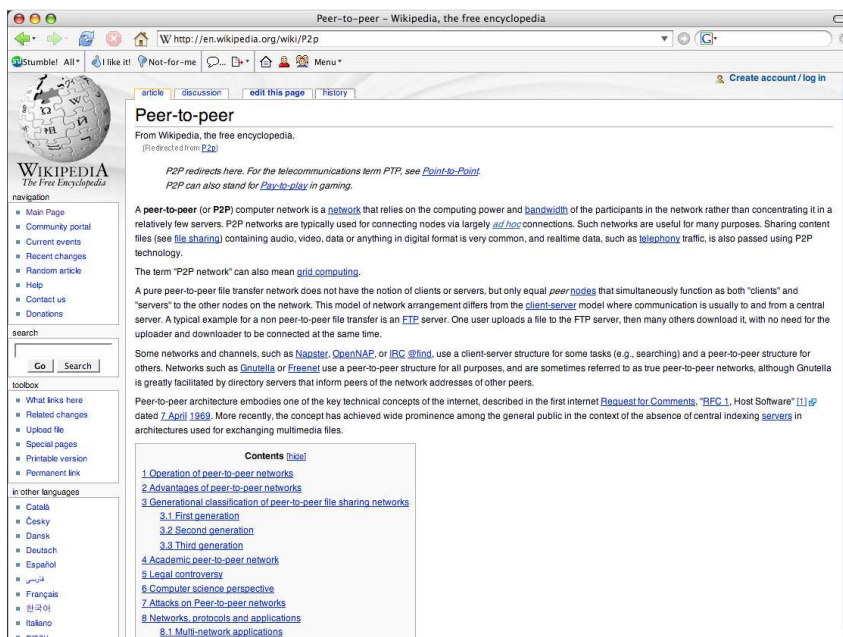 Peer-to-peer – Wikipedia, the free encyclopedia
W http://en.wikipedia.org/wiki/P2p
G
Stumble! All
I like it! Not-for-me
Menu
Create account / log in
article discussion edit this page history
Peer-to-peer
From Wikipedia, the free encyclopedia.
(Redirected from P2p)
P2P redirects here. For the telecommunications term PTP, see Point-to-Point.
P2P can also stand for Pay-to-play in gaming.
A peer-to-peer (or P2P) computer network is a network that relies on the computing power and bandwidth of the participants in the network rather than concentrating it in a
relatively few servers. P2P networks are typically used for connecting nodes via largely ad hoc connections. Such networks are useful for many purposes. Sharing content
files (see file sharing) containing audio, video, data or anything in digital format is very common, and realtime data, such as telephony traffic, is also passed using P2P
technology.
The term "P2P network" can also mean grid computing.
A pure peer-to-peer file transfer network does not have the notion of clients or servers, but only equal peer nodes that simultaneously function as both "clients" and
"servers" to the other nodes on the network. This model of network arrangement differs from the client-server model where communication is usually to and from a central
server. A typical example for a non peer-to-peer file transfer is an FTP server. One user uploads a file to the FTP server, then many others download it, with no need for the
uploader and downloader to be connected at the same time.
Some networks and channels, such as Napster, OpenNAP, or IRC @find, use a client-server structure for some tasks (e.g., searching) and a peer-to-peer structure for
others. Networks such as Gnutella or Freenet use a peer-to-peer structure for all purposes, and are sometimes referred to as true peer-to-peer networks, although Gnutella
is greatly facilitated by directory servers that inform peers of the network addresses of other peers.
Peer-to-peer architecture embodies one of the key technical concepts of the internet, described in the first internet Request for Comments, "RFC 1, Host Software" [1]
dated 7 April 1969. More recently, the concept has achieved wide prominence among the general public in the context of the absence of central indexing servers in
architectures used for exchanging multimedia files.
Contents [hide]
1 Operation of peer-to-peer networks
2 Advantages of peer-to-peer networks
3 Generational classification of peer-to-peer file sharing networks
3.1 First generation
3.2 Second generation
3.3 Third generation
4 Academic peer-to-peer network
5 Legal controversy
6 Computer science perspective
7 Attacks on Peer-to-peer networks
8 Networks, protocols and applications
8.1 Multi-network applications
WIKIPEDIA
The Free Encyclopedia
navigation
Main Page
Community portal
Current events
Recent changes
Random article
Help
Contact us
Donations
search
Go Search
toolbox
What links here
Related changes
Upload file
Special pages
Printable version
Permanent link
in other languages
Català
Česky
Dansk
Deutsch
Español
فارسی
Français
한국어
Italiano